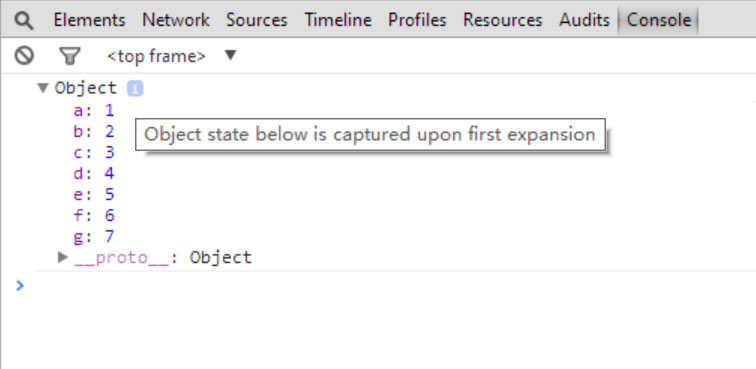 Elements Network Sources Timeline Profiles Resources Audits Console
<top frame> ▼
▼ Object i
a: 1
b: 2
Object state below is captured upon first expansion
c: 3
d: 4
e: 5
f: 6
g: 7
▶ __proto__: Object
>